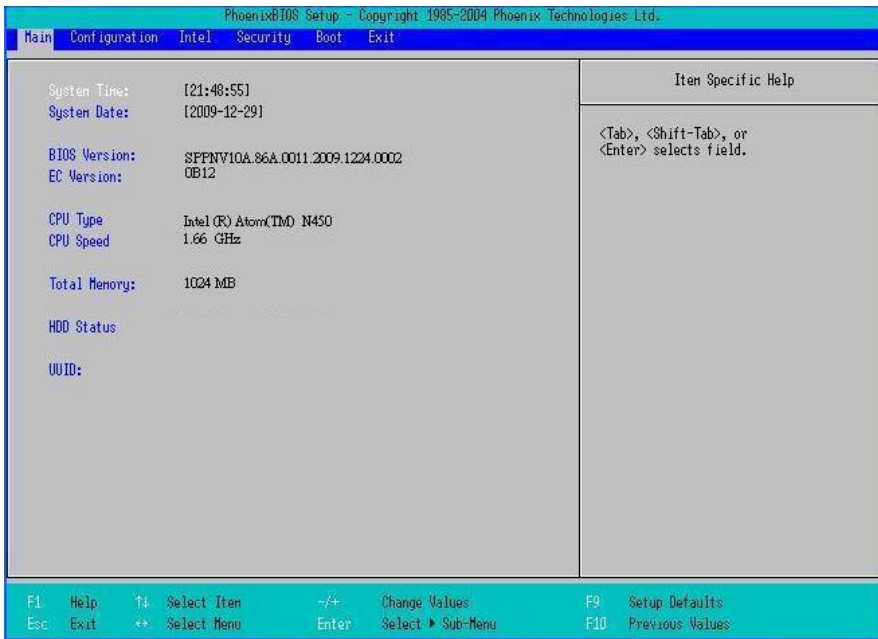 PhoenixBIOS Setup - Copyright 1985-2004 Phoenix Technologies Ltd.
Main Configuration Intel Security Boot Exit
Item Specific Help
System Time: [21:48:55]
System Date: [2009-12-29]
<Tab>, <Shift-Tab>, or
<Enter> selects field.
BIOS Version: SPPNV10A.86A.0011.2009.1224.0002
EC Version: 0B12
CPU Type Intel (R) Atom(TM) N450
CPU Speed 1.66 GHz
Total Memory: 1024 MB
HDD Status
UUID:
F1 Help ↑↓ Select Item -/+ Change Values F9 Setup Defaults
Esc Exit ↔ Select Menu Enter Select ▶ Sub-Menu F10 Previous Values